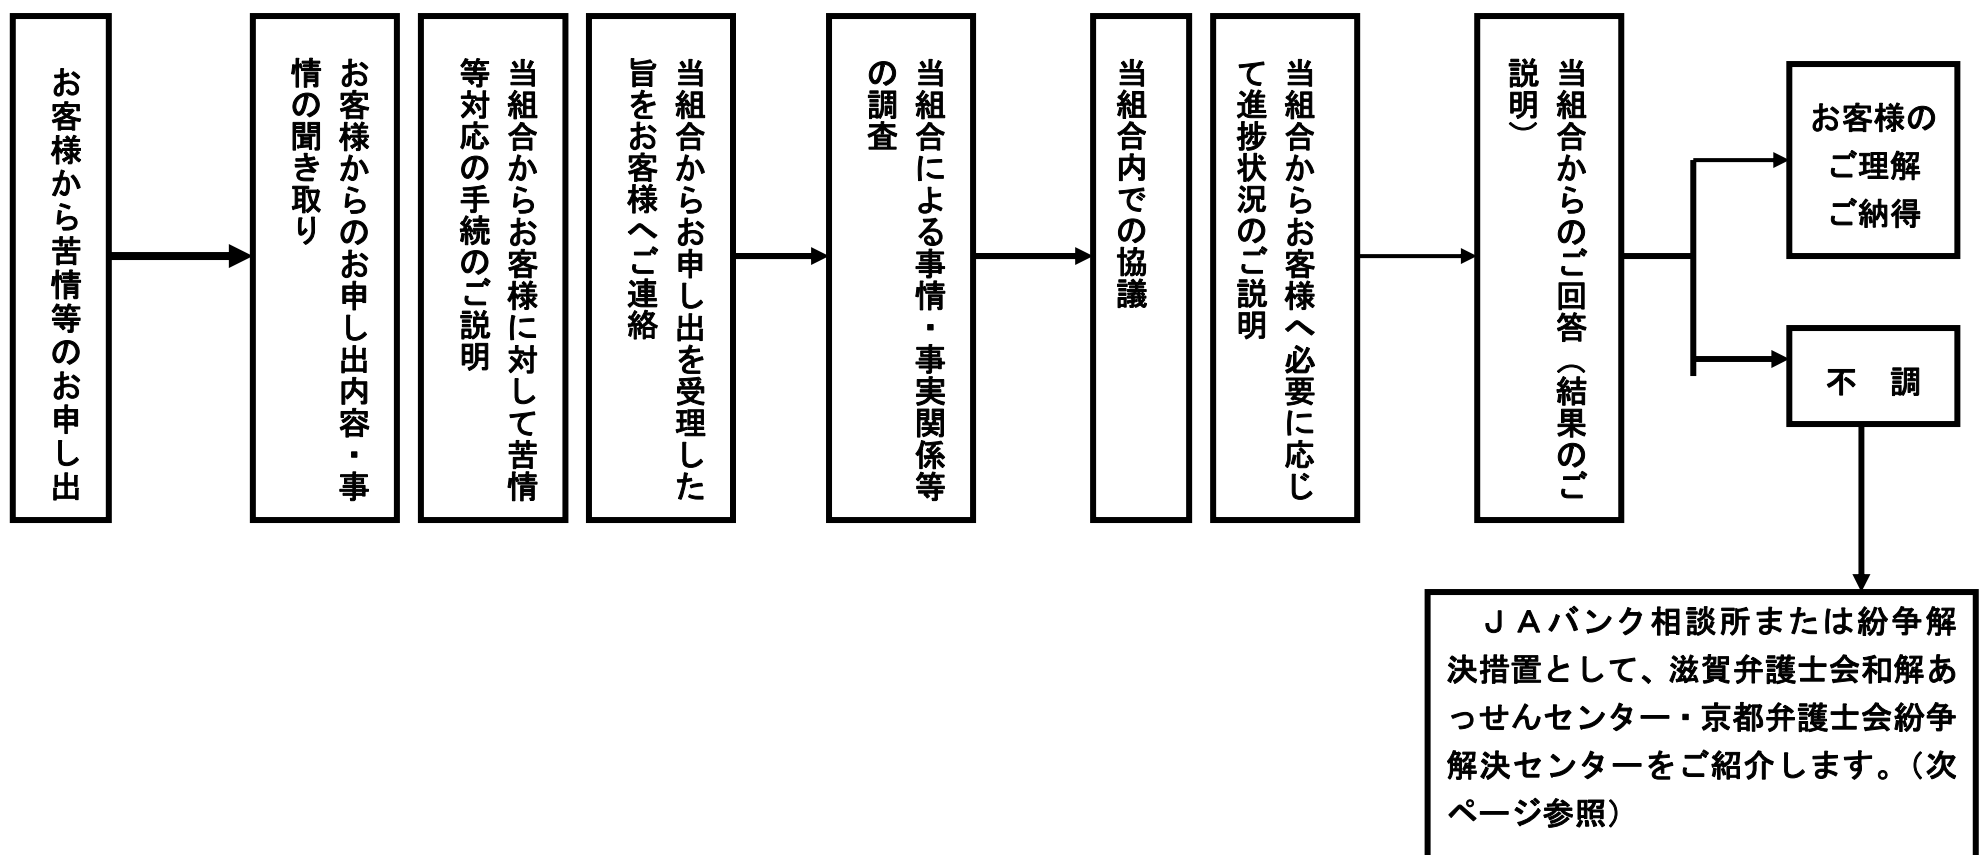 お客様から苦情等のお申し出
お客様からのお申し出内容・事
情の聞き取り
当組合からお客様に対して苦情
等対応の手続のご説明
当組合からお申し出を受理した
旨をお客様へご連絡
当組合による事情・事実関係等
の調査
当組合内での協議
当組合からお客様へ必要に応じ
て進捗状況のご説明
当組合からのご回答（結果のご
説明）
お客様の
ご理解
ご納得
不　調
ＪＡバンク相談所または紛争解
決措置として、滋賀弁護士会和解あ
っせんセンター・京都弁護士会紛争
解決センターをご紹介します。（次
ページ参照）